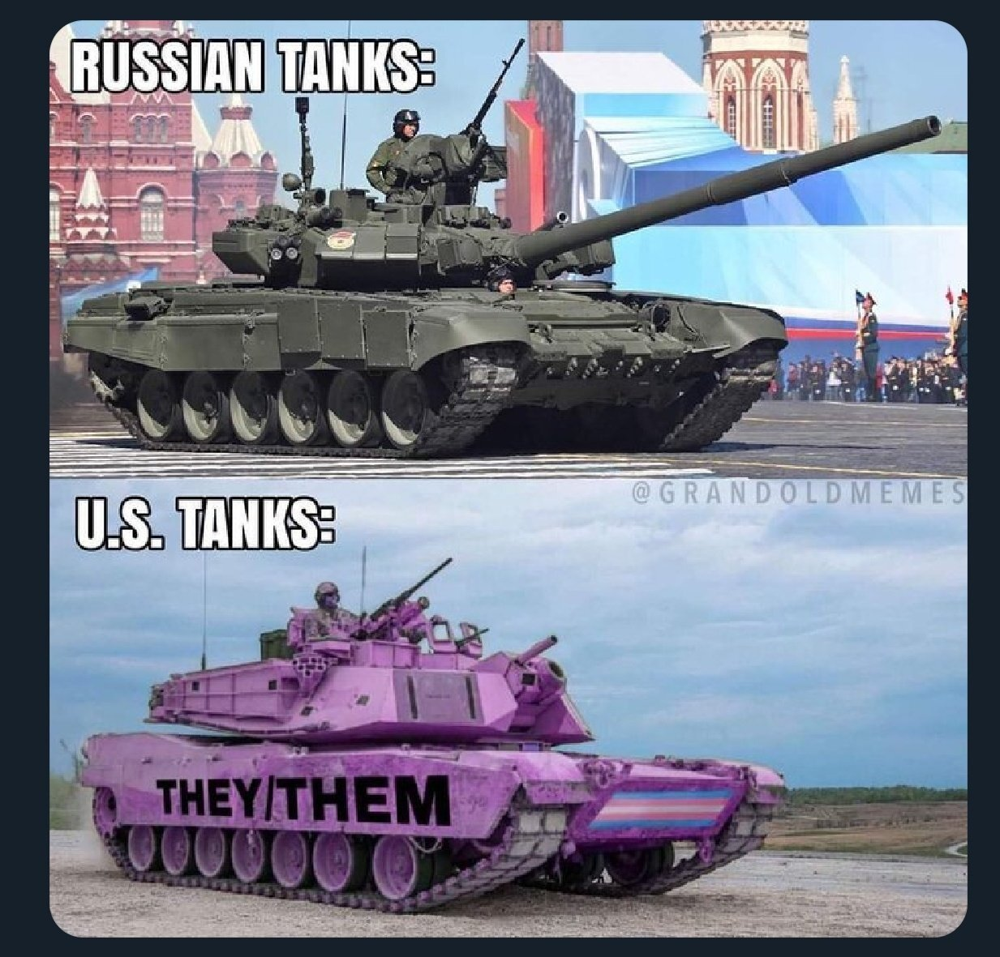 RUSSIAN TANKS:
@GRANDOLDMEMES
U.S. TANKS:
THEY/THEM